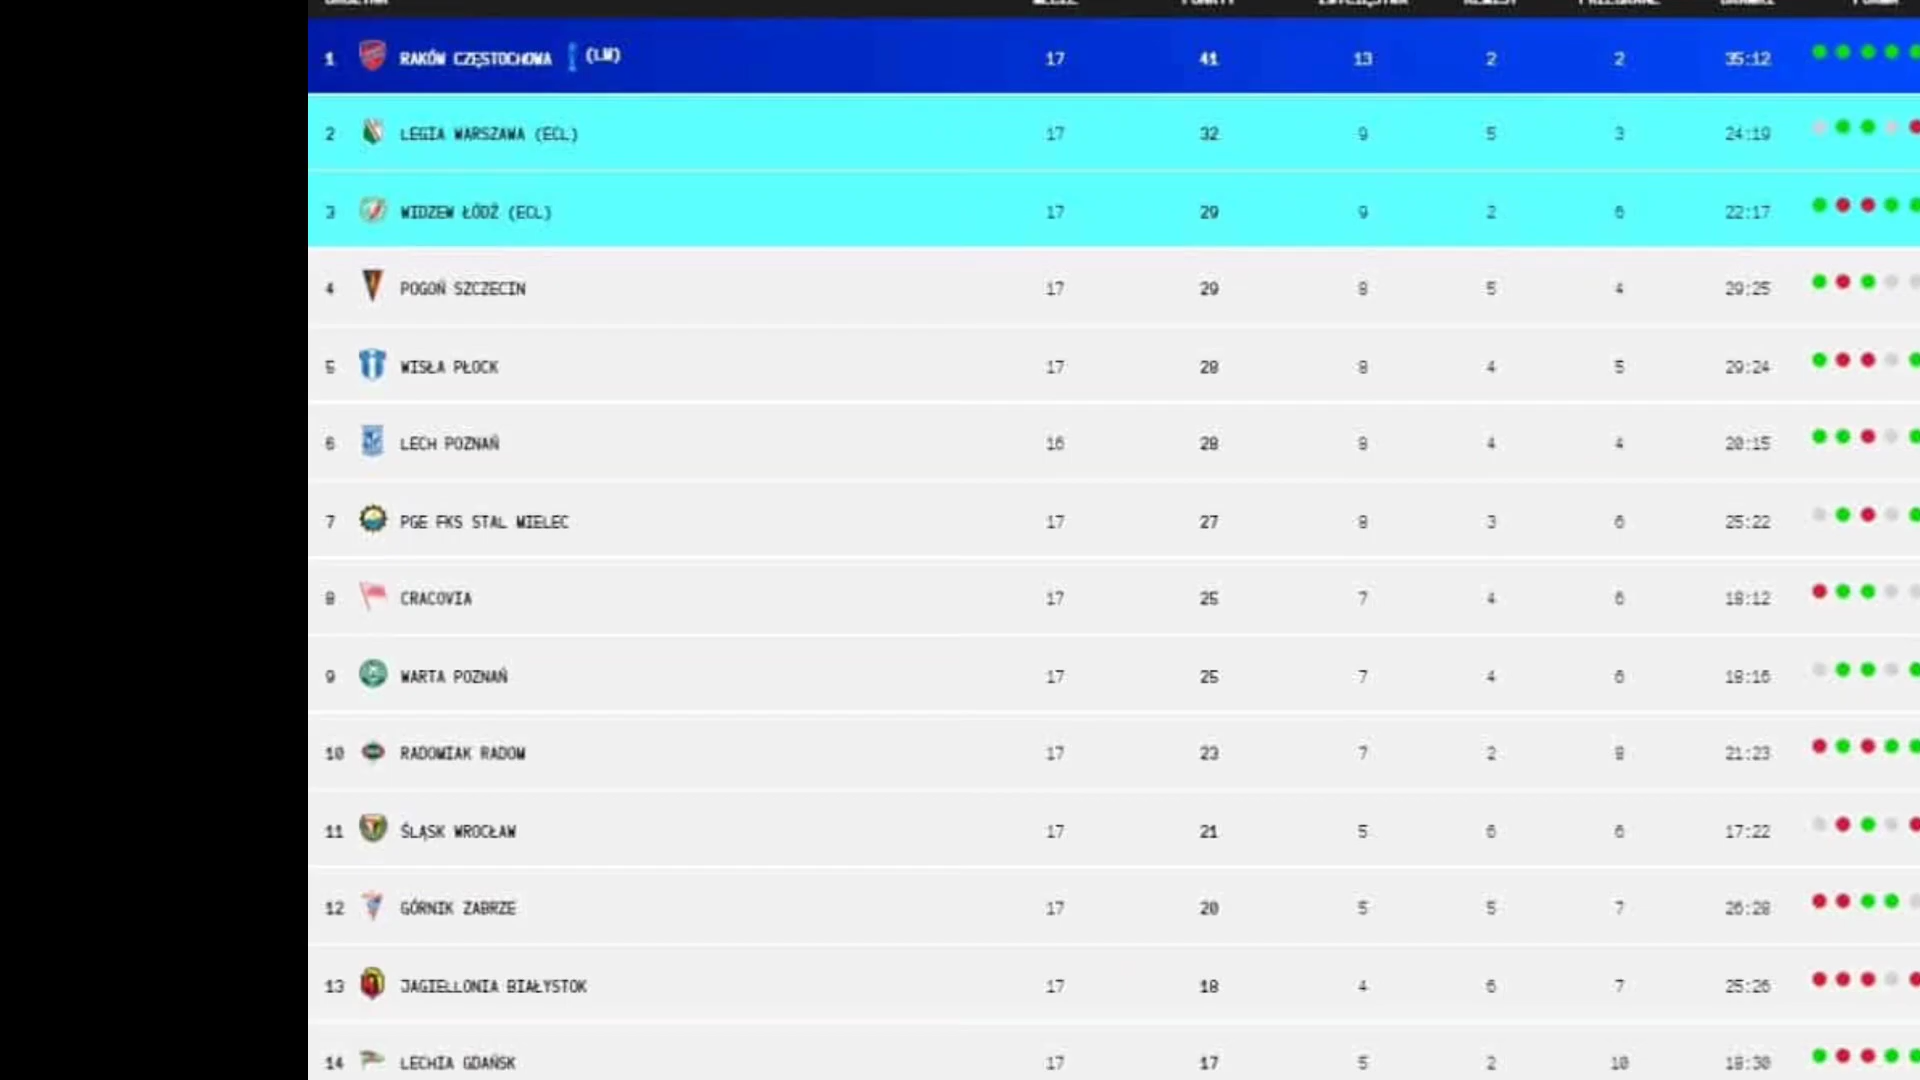 1 RAKÓW CZĘSTOCHOWA (LM) 17 41 13 2 2 35:12
2 LEGIA WARSZAWA (ECL) 17 32 9 5 3 24:19
3 WIDZEW ŁÓDŹ (ECL) 17 29 9 2 6 22:17
4 POGOŃ SZCZECIN 17 29 8 5 4 29:25
5 WISŁA PŁOCK 17 28 8 4 5 29:24
6 LECH POZNAŃ 16 28 8 4 4 20:15
7 PGE FKS STAL MIELEC 17 27 8 3 6 25:22
8 CRACOVIA 17 25 7 4 6 18:12
9 WARTA POZNAŃ 17 25 7 4 6 18:16
10 RADOMIAK RADOM 17 23 7 2 8 21:23
11 ŚLĄSK WROCŁAW 17 21 5 6 6 17:22
12 GÓRNIK ZABRZE 17 20 5 5 7 26:28
13 JAGIELLONIA BIAŁYSTOK 17 18 4 6 7 25:26
14 LECHIA GDAŃSK 17 17 5 2 10 18:30